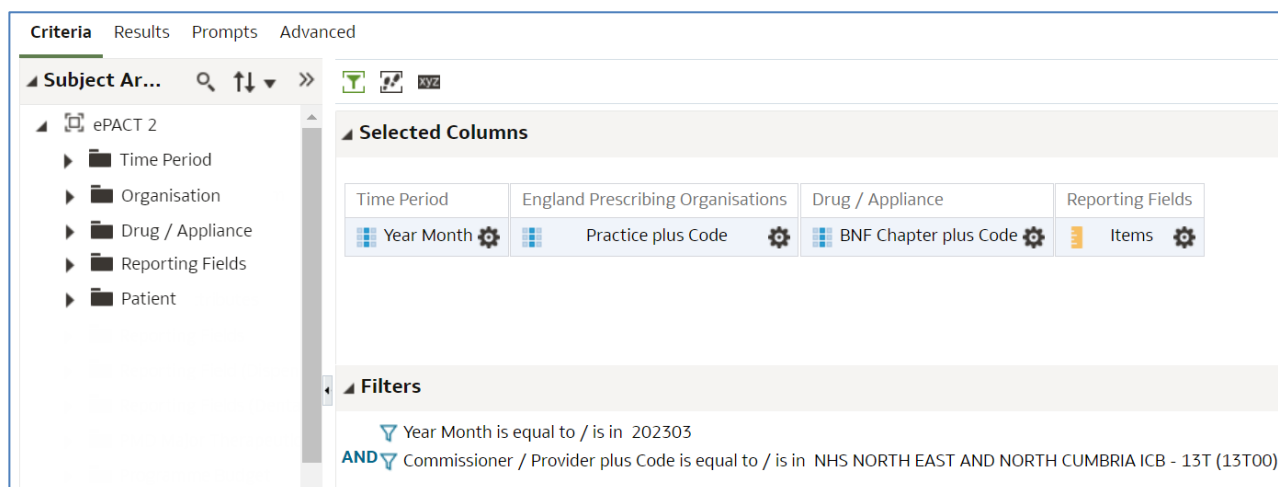 Criteria Results Prompts Advanced
Subject Ar...
xyz
ePACT 2
Time Period
Organisation
Drug / Appliance
Reporting Fields
Patient
Selected Columns
Time Period England Prescribing Organisations Drug / Appliance Reporting Fields
Year Month Practice plus Code BNF Chapter plus Code Items
Filters
Year Month is equal to / is in 202303
AND Commissioner / Provider plus Code is equal to / is in NHS NORTH EAST AND NORTH CUMBRIA ICB - 13T (13T00)